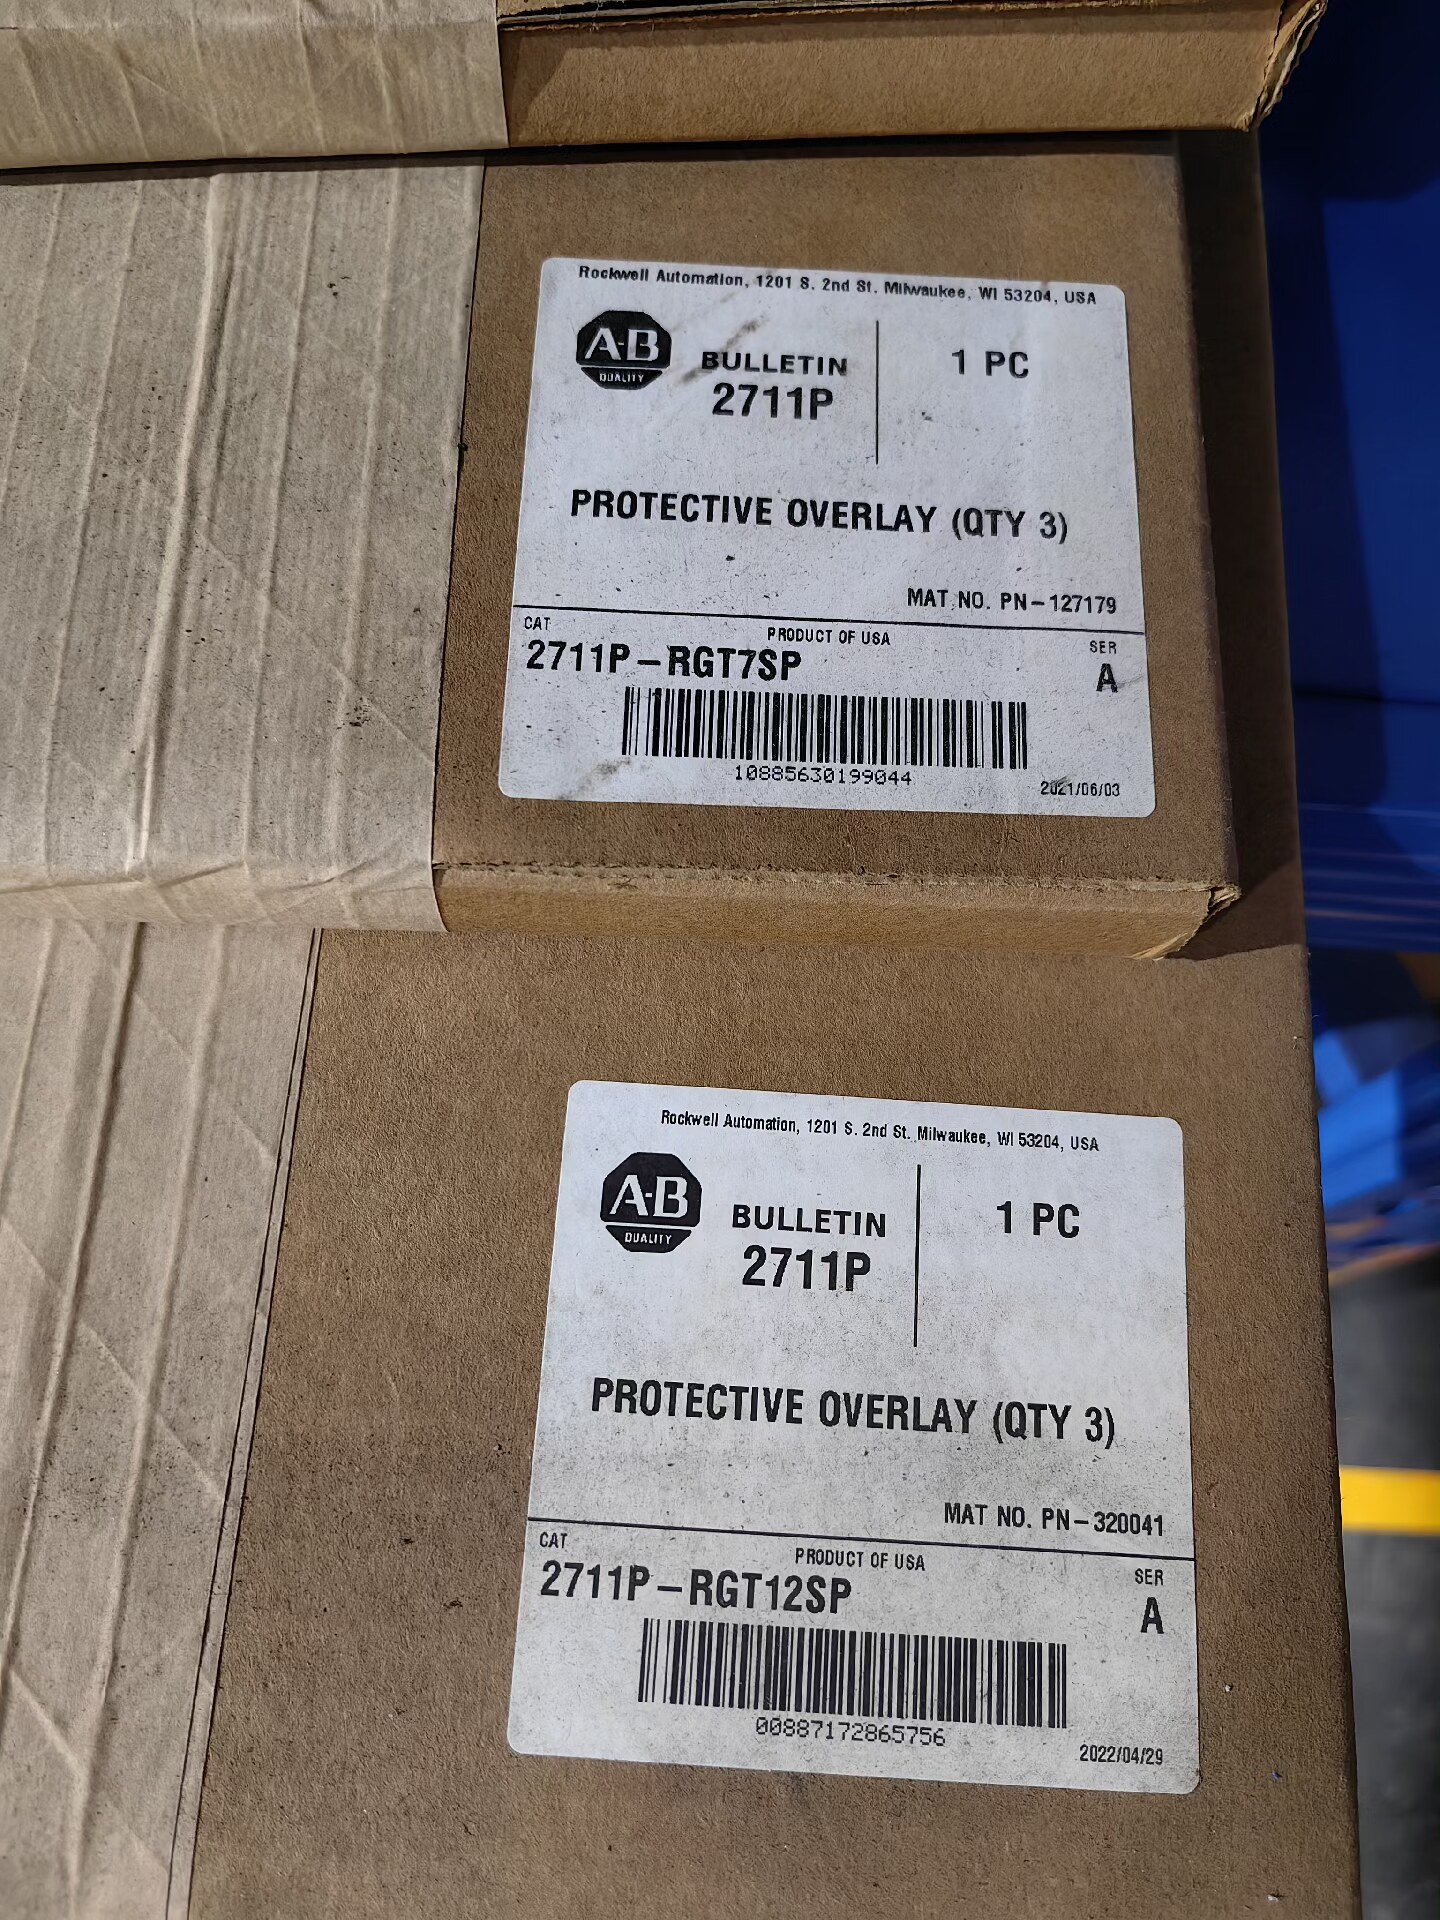 Rockwell Automation, 1201 S. 2nd St. Milwaukee, WI 53204, USA
A-B
QUALITY
BULLETIN
2711P
1 PC
PROTECTIVE OVERLAY (QTY 3)
MAT NO. PN-127179
CAT
PRODUCT OF USA
SER
2711P-RGT7SP
A
10885630199044
2021/06/03
Rockwell Automation, 1201 S. 2nd St. Milwaukee, WI 53204, USA
A-B
QUALITY
BULLETIN
2711P
1 PC
PROTECTIVE OVERLAY (QTY 3)
MAT NO. PN-320041
CAT
PRODUCT OF USA
SER
2711P-RGT12SP
A
00887172865756
2022/04/29